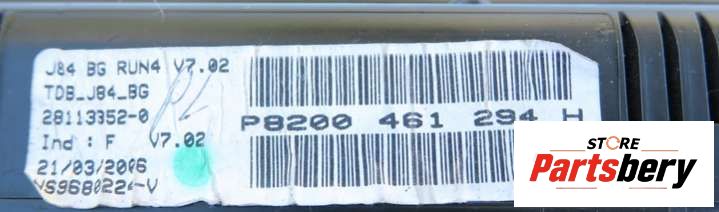 J84 BG RUN4 V7.02
TDB_J84_BG
28113352-0
Ind : F V7.02
21/03/2006
VS9680224-V
P8200 461 294 H
STORE
Partsbery